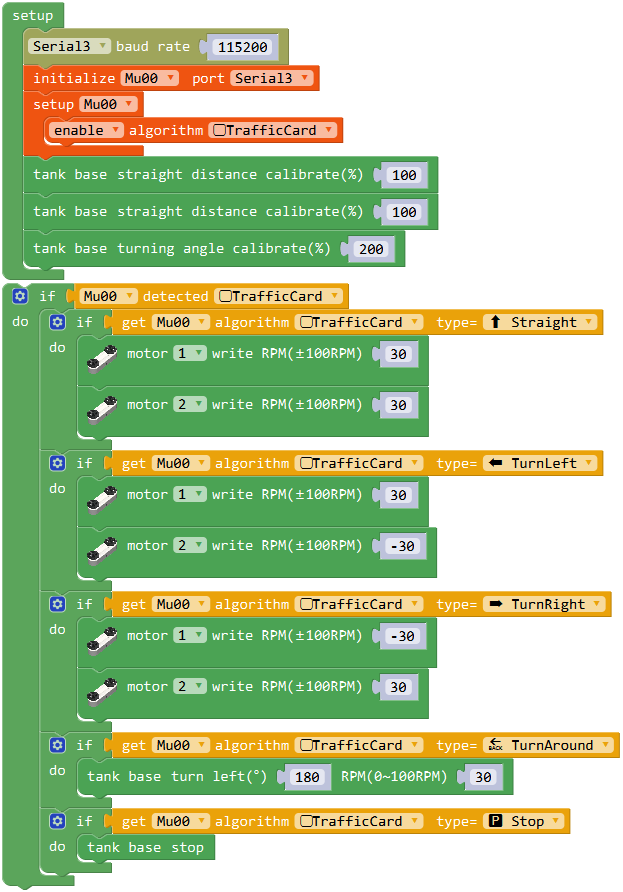 setup
Serial3 baud rate 115200
initialize Mu00 port Serial3
setup Mu00
enable algorithm TrafficCard
tank base straight distance calibrate(%) 100
tank base straight distance calibrate(%) 100
tank base turning angle calibrate(%) 200
if Mu00 detected TrafficCard
do if get Mu00 algorithm TrafficCard type= Straight
do motor 1 write RPM(±100RPM) 30
motor 2 write RPM(±100RPM) 30
if get Mu00 algorithm TrafficCard type= TurnLeft
do motor 1 write RPM(±100RPM) 30
motor 2 write RPM(±100RPM) -30
if get Mu00 algorithm TrafficCard type= TurnRight
do motor 1 write RPM(±100RPM) -30
motor 2 write RPM(±100RPM) 30
if get Mu00 algorithm TrafficCard type= BACK TurnAround
do tank base turn left(°) 180 RPM(0~100RPM) 30
if get Mu00 algorithm TrafficCard type= P Stop
do tank base stop